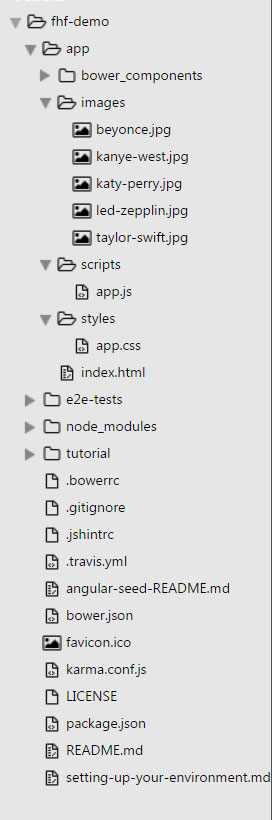 fhf-demo
app
bower_components
images
beyonce.jpg
kanye-west.jpg
katy-perry.jpg
led-zepplin.jpg
taylor-swift.jpg
scripts
app.js
styles
app.css
index.html
e2e-tests
node_modules
tutorial
.bowerrc
.gitignore
.jshintrc
.travis.yml
angular-seed-README.md
bower.json
favicon.ico
karma.conf.js
LICENSE
package.json
README.md
setting-up-your-environment.md